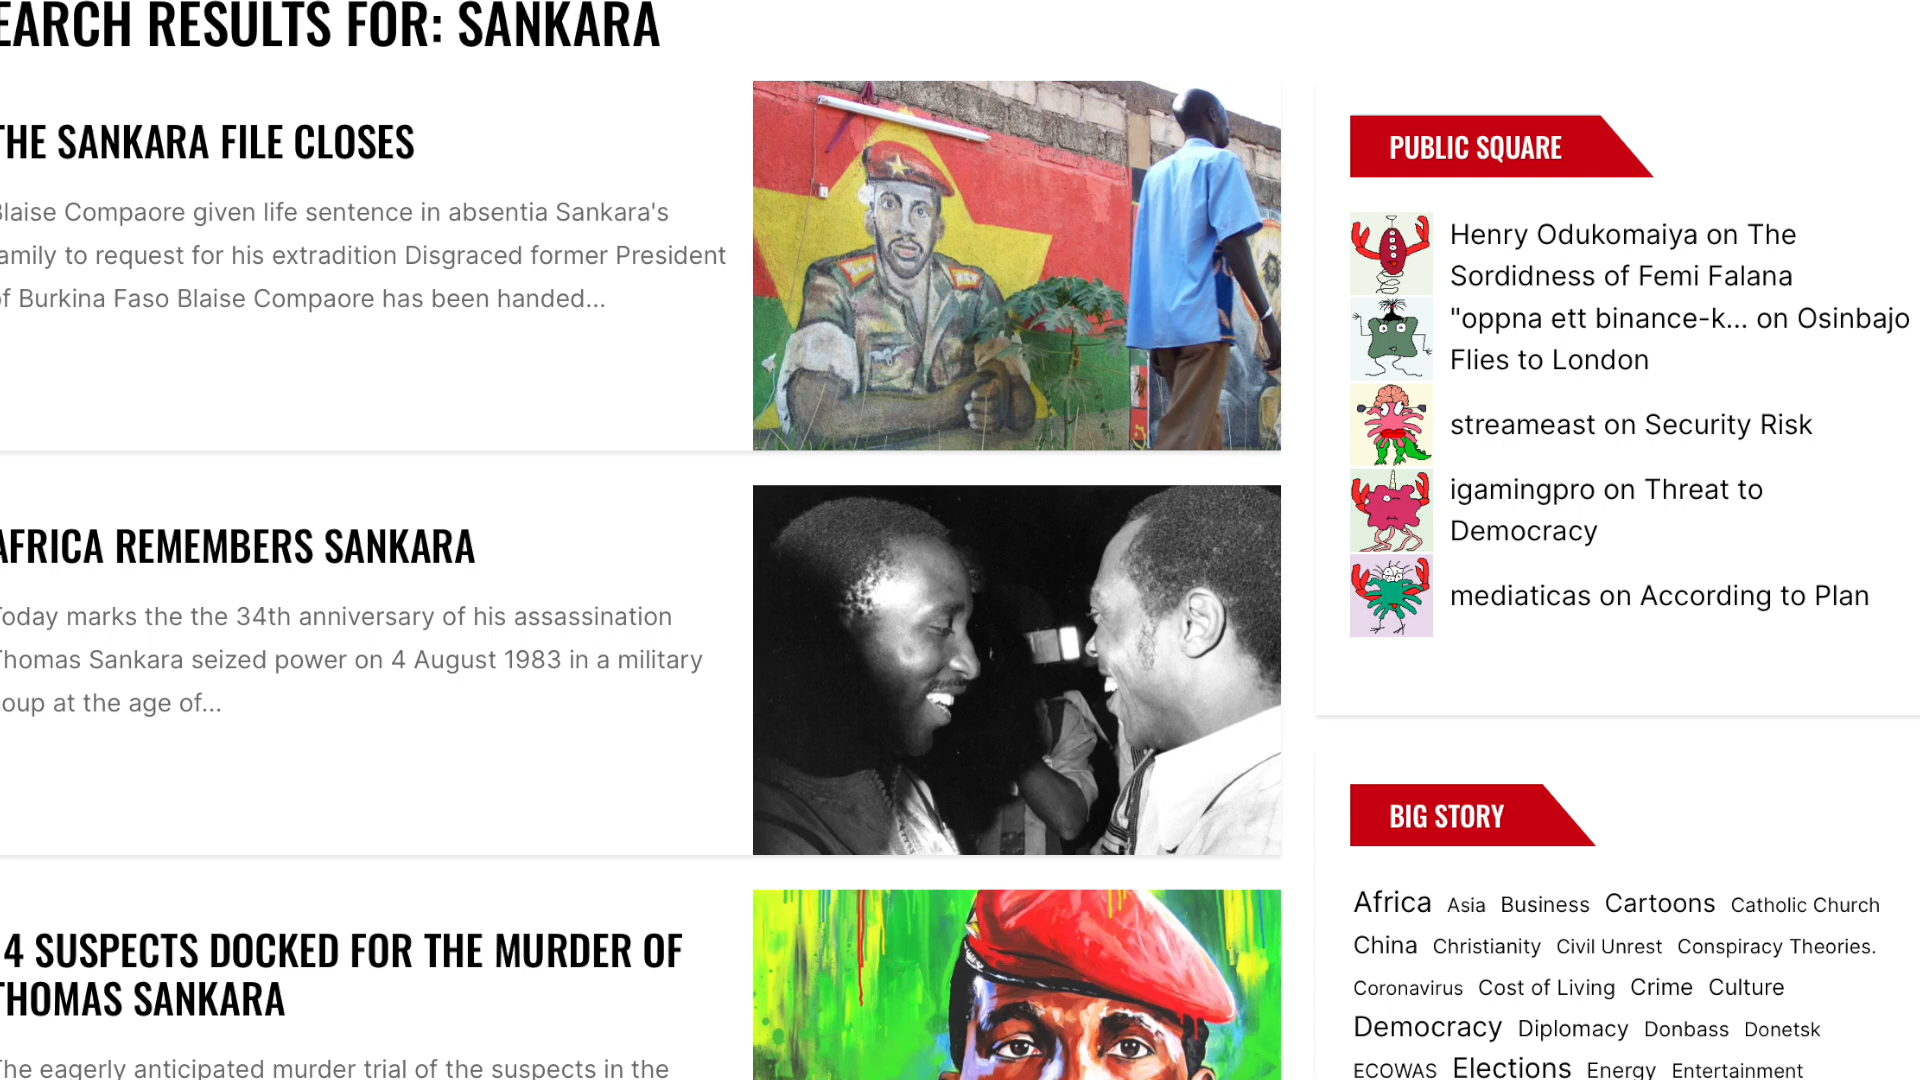 EARCH RESULTS FOR: SANKARA
THE SANKARA FILE CLOSES
Blaise Compaore given life sentence in absentia Sankara's
family to request for his extradition Disgraced former President
of Burkina Faso Blaise Compaore has been handed...
AFRICA REMEMBERS SANKARA
Today marks the the 34th anniversary of his assassination
Thomas Sankara seized power on 4 August 1983 in a military
coup at the age of...
4 SUSPECTS DOCKED FOR THE MURDER OF
THOMAS SANKARA
The eagerly anticipated murder trial of the suspects in the
PUBLIC SQUARE
Henry Odukomaiya on The
Sordidness of Femi Falana
"oppna ett binance-k... on Osinbajo
Flies to London
streameast on Security Risk
igamingpro on Threat to
Democracy
mediaticas on According to Plan
BIG STORY
Africa Asia Business Cartoons Catholic Church
China Christianity Civil Unrest Conspiracy Theories.
Coronavirus Cost of Living Crime Culture
Democracy Diplomacy Donbass Donetsk
ECOWAS Elections Energy Entertainment